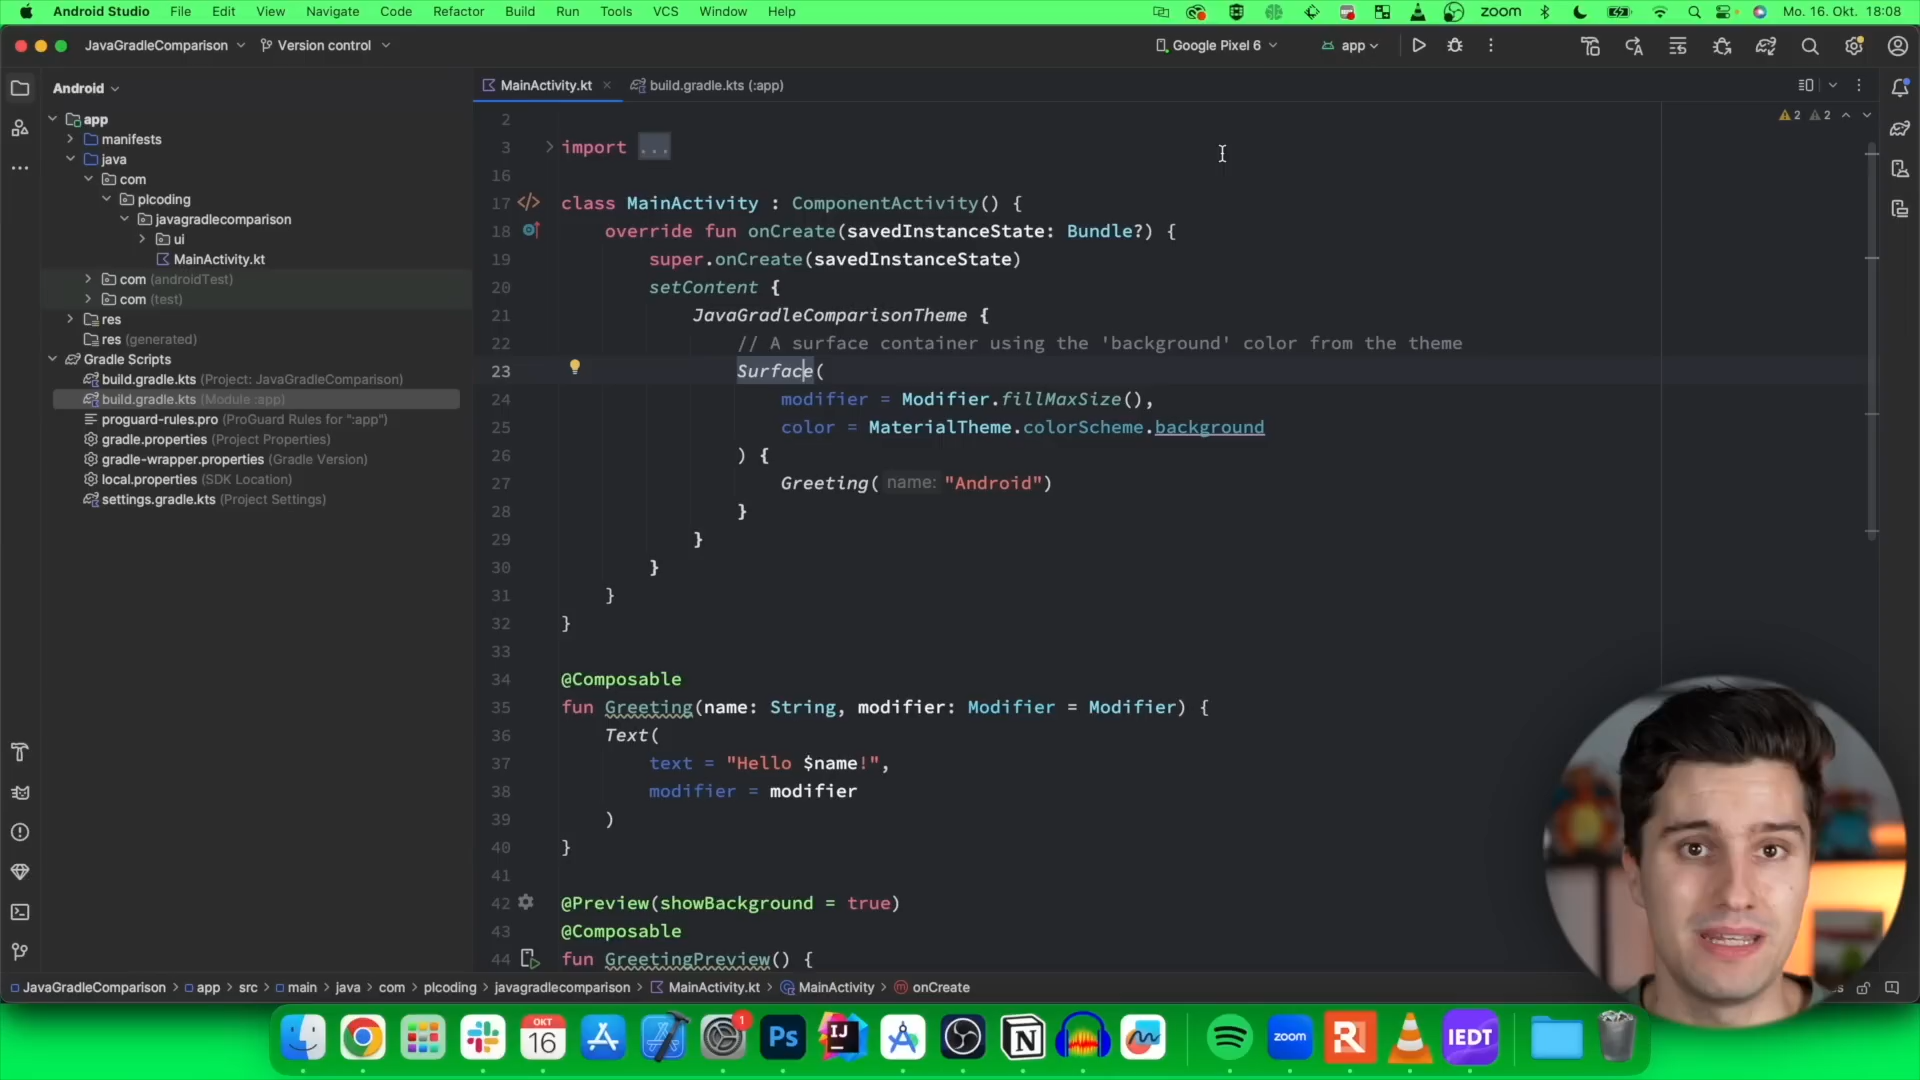 Android Studio File Edit View Navigate Code Refactor Build Run Tools VCS Window Help zoom Mo. 16. Okt. 18:08
JavaGradleComparison Version control Google Pixel 6 app
Android MainActivity.kt build.gradle.kts (:app)
app
manifests
java
com
plcoding
javagradlecomparison
ui
MainActivity.kt
com (androidTest)
com (test)
res
res (generated)
Gradle Scripts
build.gradle.kts (Project: JavaGradleComparison)
build.gradle.kts (Module :app)
proguard-rules.pro (ProGuard Rules for ":app")
gradle.properties (Project Properties)
gradle-wrapper.properties (Gradle Version)
local.properties (SDK Location)
settings.gradle.kts (Project Settings)
2 2
2
3 import ...
16
17 class MainActivity : ComponentActivity() {
18 override fun onCreate(savedInstanceState: Bundle?) {
19 super.onCreate(savedInstanceState)
20 setContent {
21 JavaGradleComparisonTheme {
22 // A surface container using the 'background' color from the theme
23 Surface(
24 modifier = Modifier.fillMaxSize(),
25 color = MaterialTheme.colorScheme.background
26 ) {
27 Greeting( name: "Android")
28 }
29 }
30 }
31 }
32 }
33
34 @Composable
35 fun Greeting(name: String, modifier: Modifier = Modifier) {
36 Text(
37 text = "Hello $name!",
38 modifier = modifier
39 )
40 }
41
42 @Preview(showBackground = true)
43 @Composable
44 fun GreetingPreview() {
JavaGradleComparison > app > src > main > java > com > plcoding > javagradlecomparison > MainActivity.kt > MainActivity > onCreate
OKT
16
1
Ps
IJ
N
zoom
R
IEDT